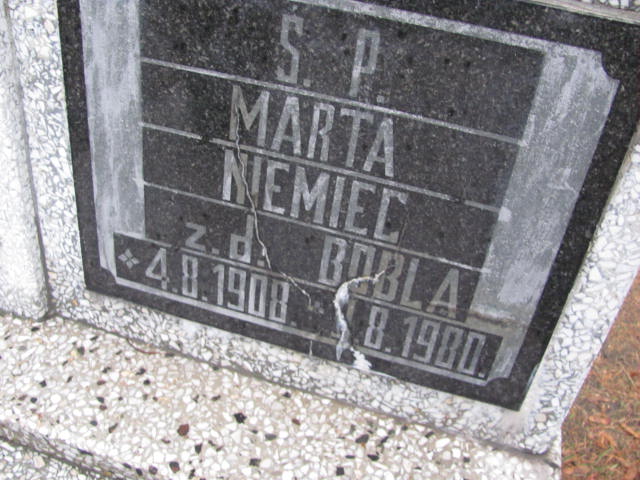 S. P.
MARTA
NIEMIEC
z.d. BOBLA
4.8.1908 8.1980.